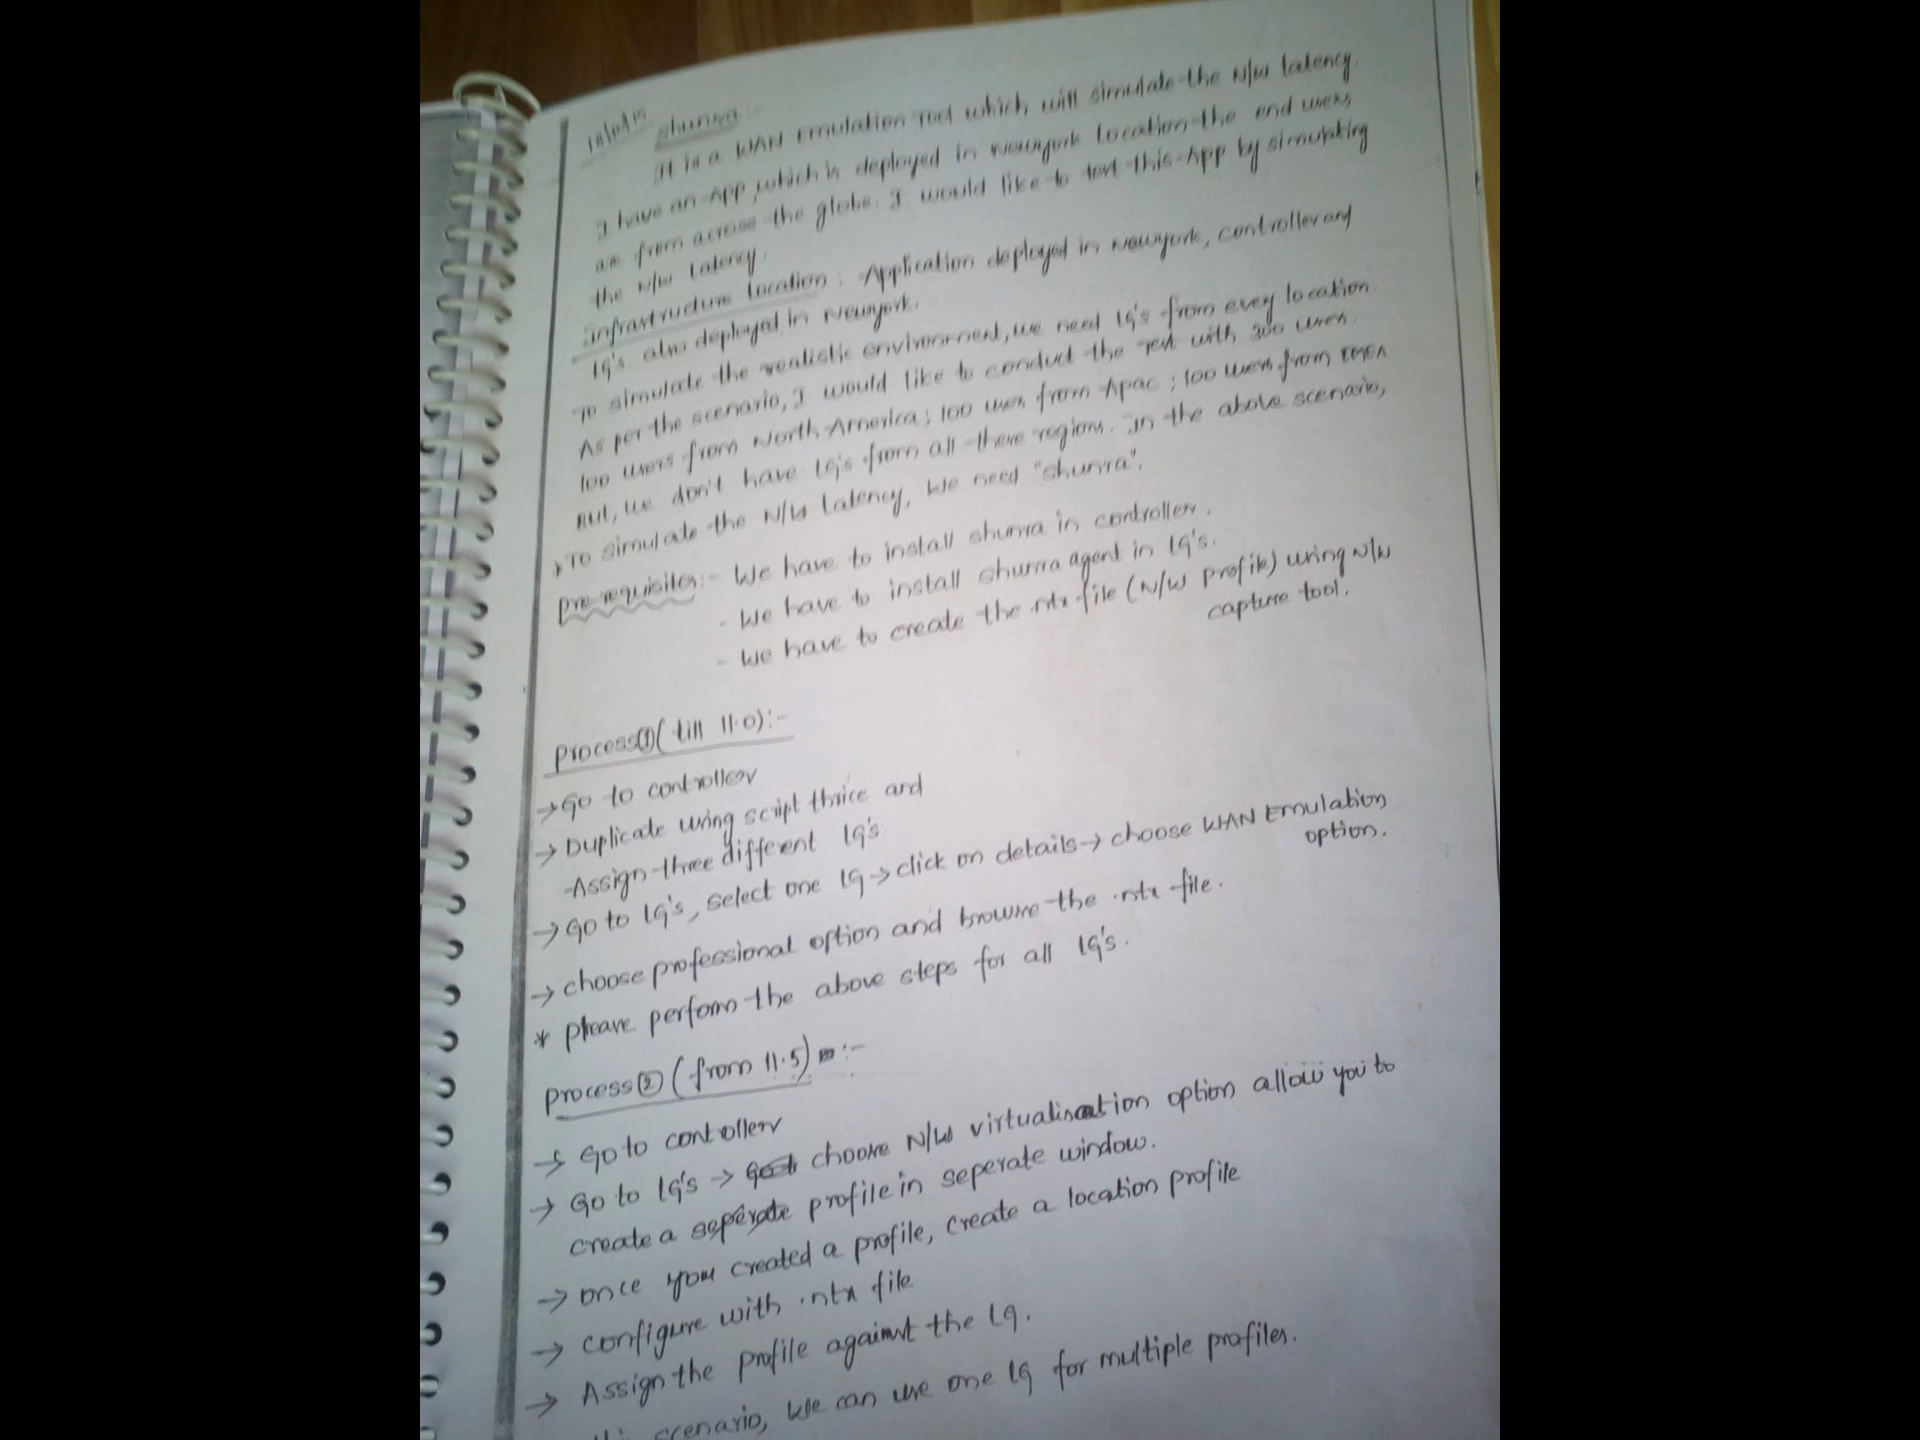 shunra :-
It is a WAN Emulation Tool which will simulate the N/W latency.
I have an App, which is deployed in Newyork location the end users
are from across the globe. I would like to test this App by simulating
the N/W latency.
Infrastructure location : Application deployed in Newyork, controller and
LG's also deployed in Newyork.
To simulate the realistic environment, we need LG's from every location.
As per the scenario, I would like to conduct the Test with 300 users.
100 users from North America ; 100 users from Apac ; 100 users from EMEA
But, we don't have LG's from all these regions. In the above scenario,
To simulate the N/W latency, we need "shunra".
pre-requisites:- We have to install shunra in controller.
- We have to install shunra agent in LG's.
- We have to create the .ntx file (N/W profile) using N/W
capture tool.
process① (till 11.0):-
→ Go to controller
→ Duplicate using script thrice and
Assign three different LG's
→ Go to LG's, select one LG → click on details → choose WAN Emulation
option.
→ choose professional option and browse the .ntx file.
* please perform the above steps for all LG's.
process② (from 11.5) :-
→ Go to controller
→ Go to LG's → choose N/W virtualisation option allow you to
create a seperate profile in seperate window.
→ once you created a profile, create a location profile
→ configure with .ntx file
→ Assign the profile against the LG.
scenario, we can use one LG for multiple profiles.